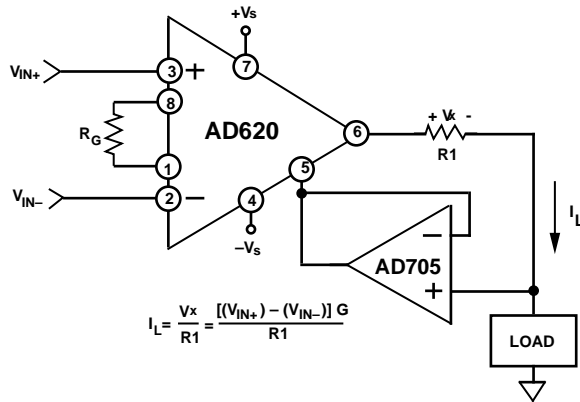 +Vs
7
VIN+
3
+
8
AD620
6
+ Vx -
RG
R1
1
5
VIN–
2
–
4
–Vs
IL
–
AD705
+
IL = Vx / R1 = [(VIN+) – (VIN–)] G / R1
LOAD